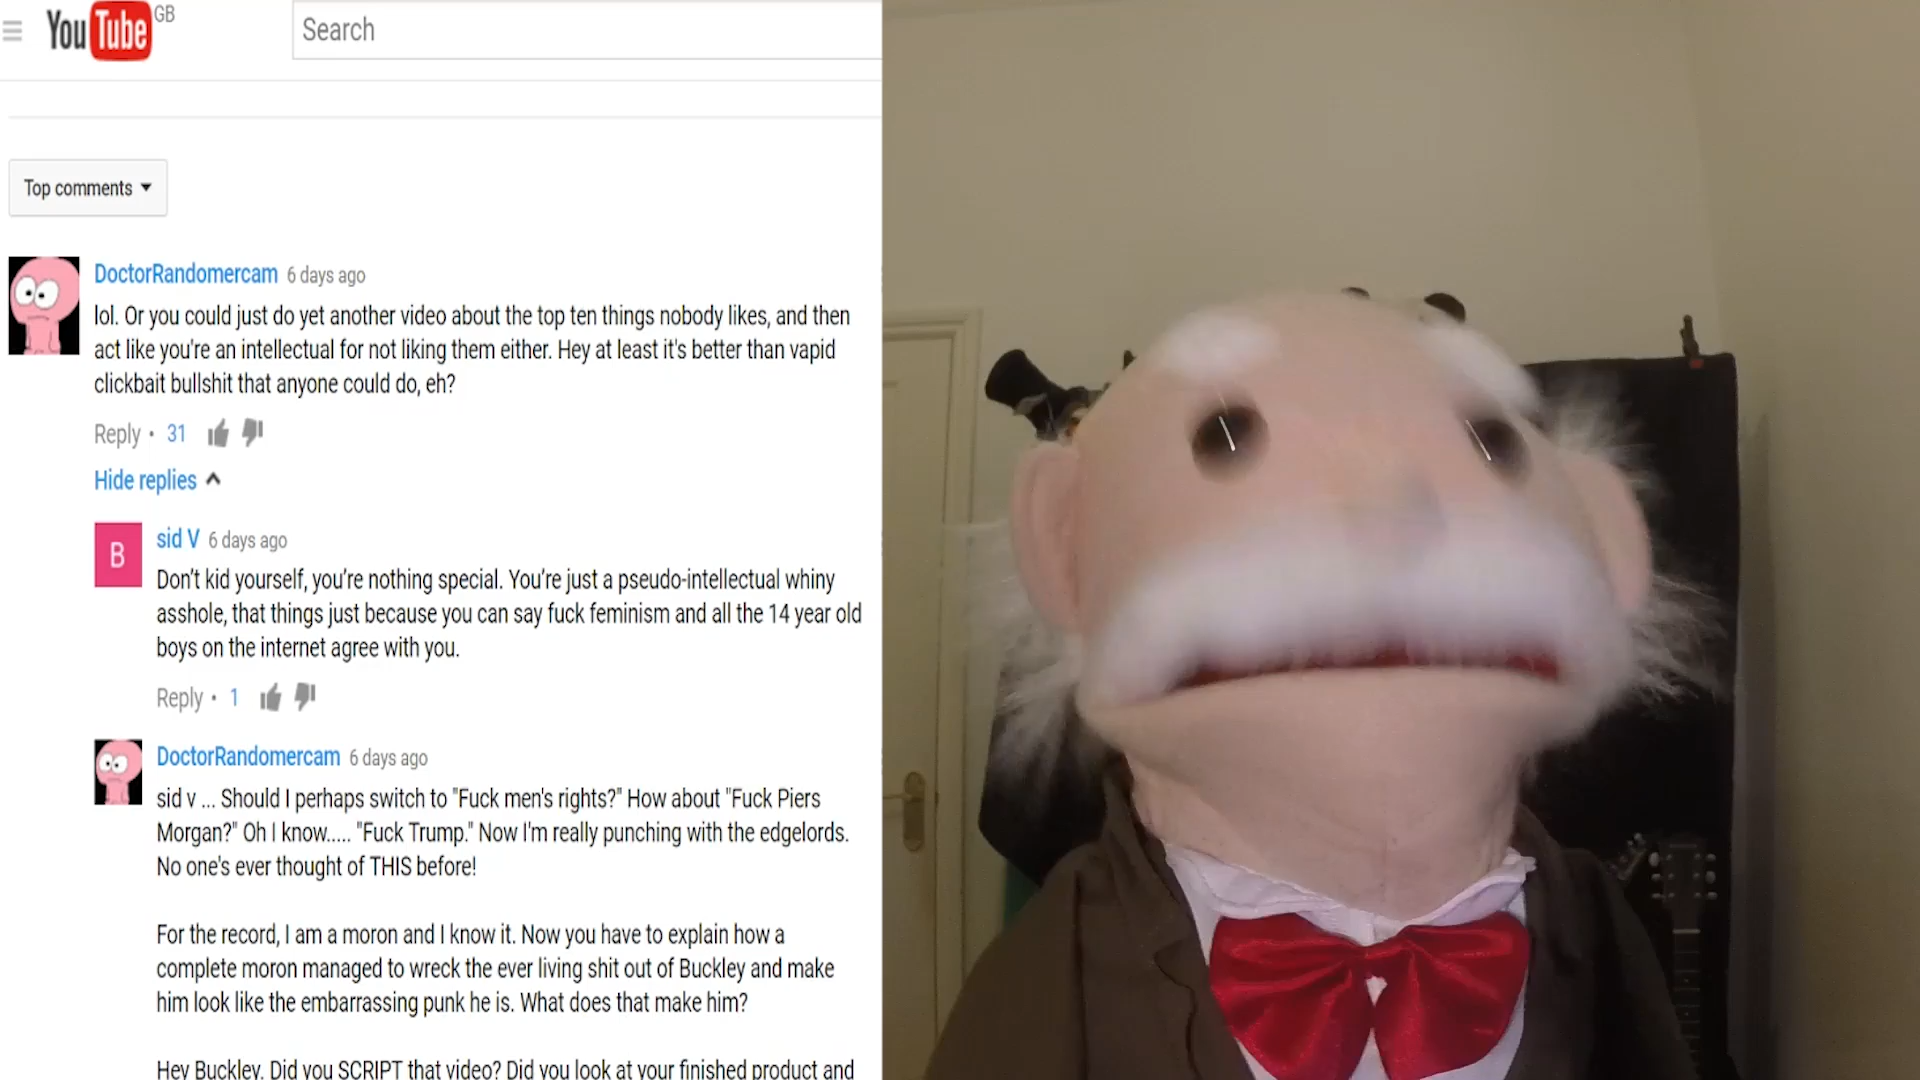 YouTube GB
Search
Top comments
DoctorRandomercam 6 days ago
lol. Or you could just do yet another video about the top ten things nobody likes, and then
act like you're an intellectual for not liking them either. Hey at least it's better than vapid
clickbait bullshit that anyone could do, eh?
Reply • 31
Hide replies
B
sid V 6 days ago
Don’t kid yourself, you’re nothing special. You’re just a pseudo-intellectual whiny
asshole, that things just because you can say fuck feminism and all the 14 year old
boys on the internet agree with you.
Reply • 1
DoctorRandomercam 6 days ago
sid v ... Should I perhaps switch to "Fuck men's rights?" How about "Fuck Piers
Morgan?" Oh I know..... "Fuck Trump." Now I'm really punching with the edgelords.
No one's ever thought of THIS before!
For the record, I am a moron and I know it. Now you have to explain how a
complete moron managed to wreck the ever living shit out of Buckley and make
him look like the embarrassing punk he is. What does that make him?
Hey Buckley. Did you SCRIPT that video? Did you look at your finished product and